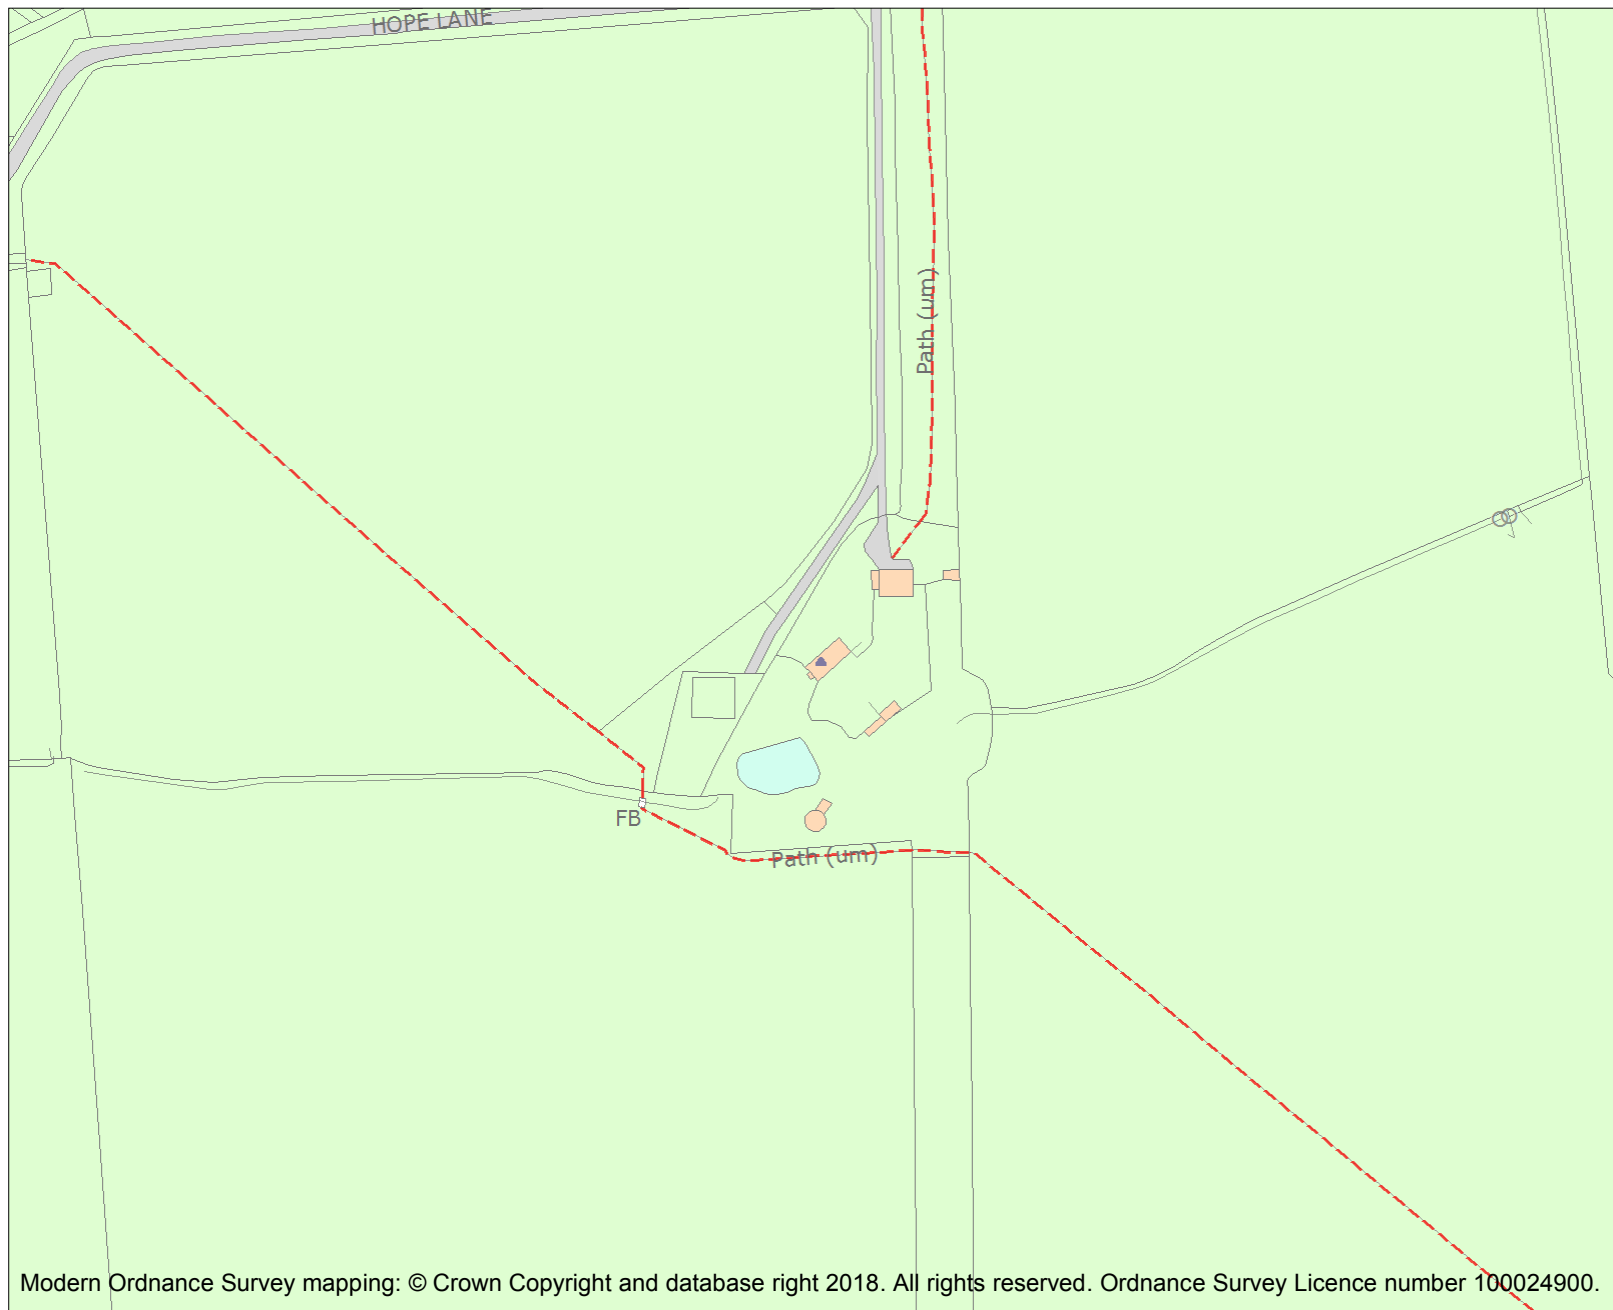 HOPE LANE
Path (um)
FB
Path (um)
Modern Ordnance Survey mapping: © Crown Copyright and database right 2018. All rights reserved. Ordnance Survey Licence number 100024900.